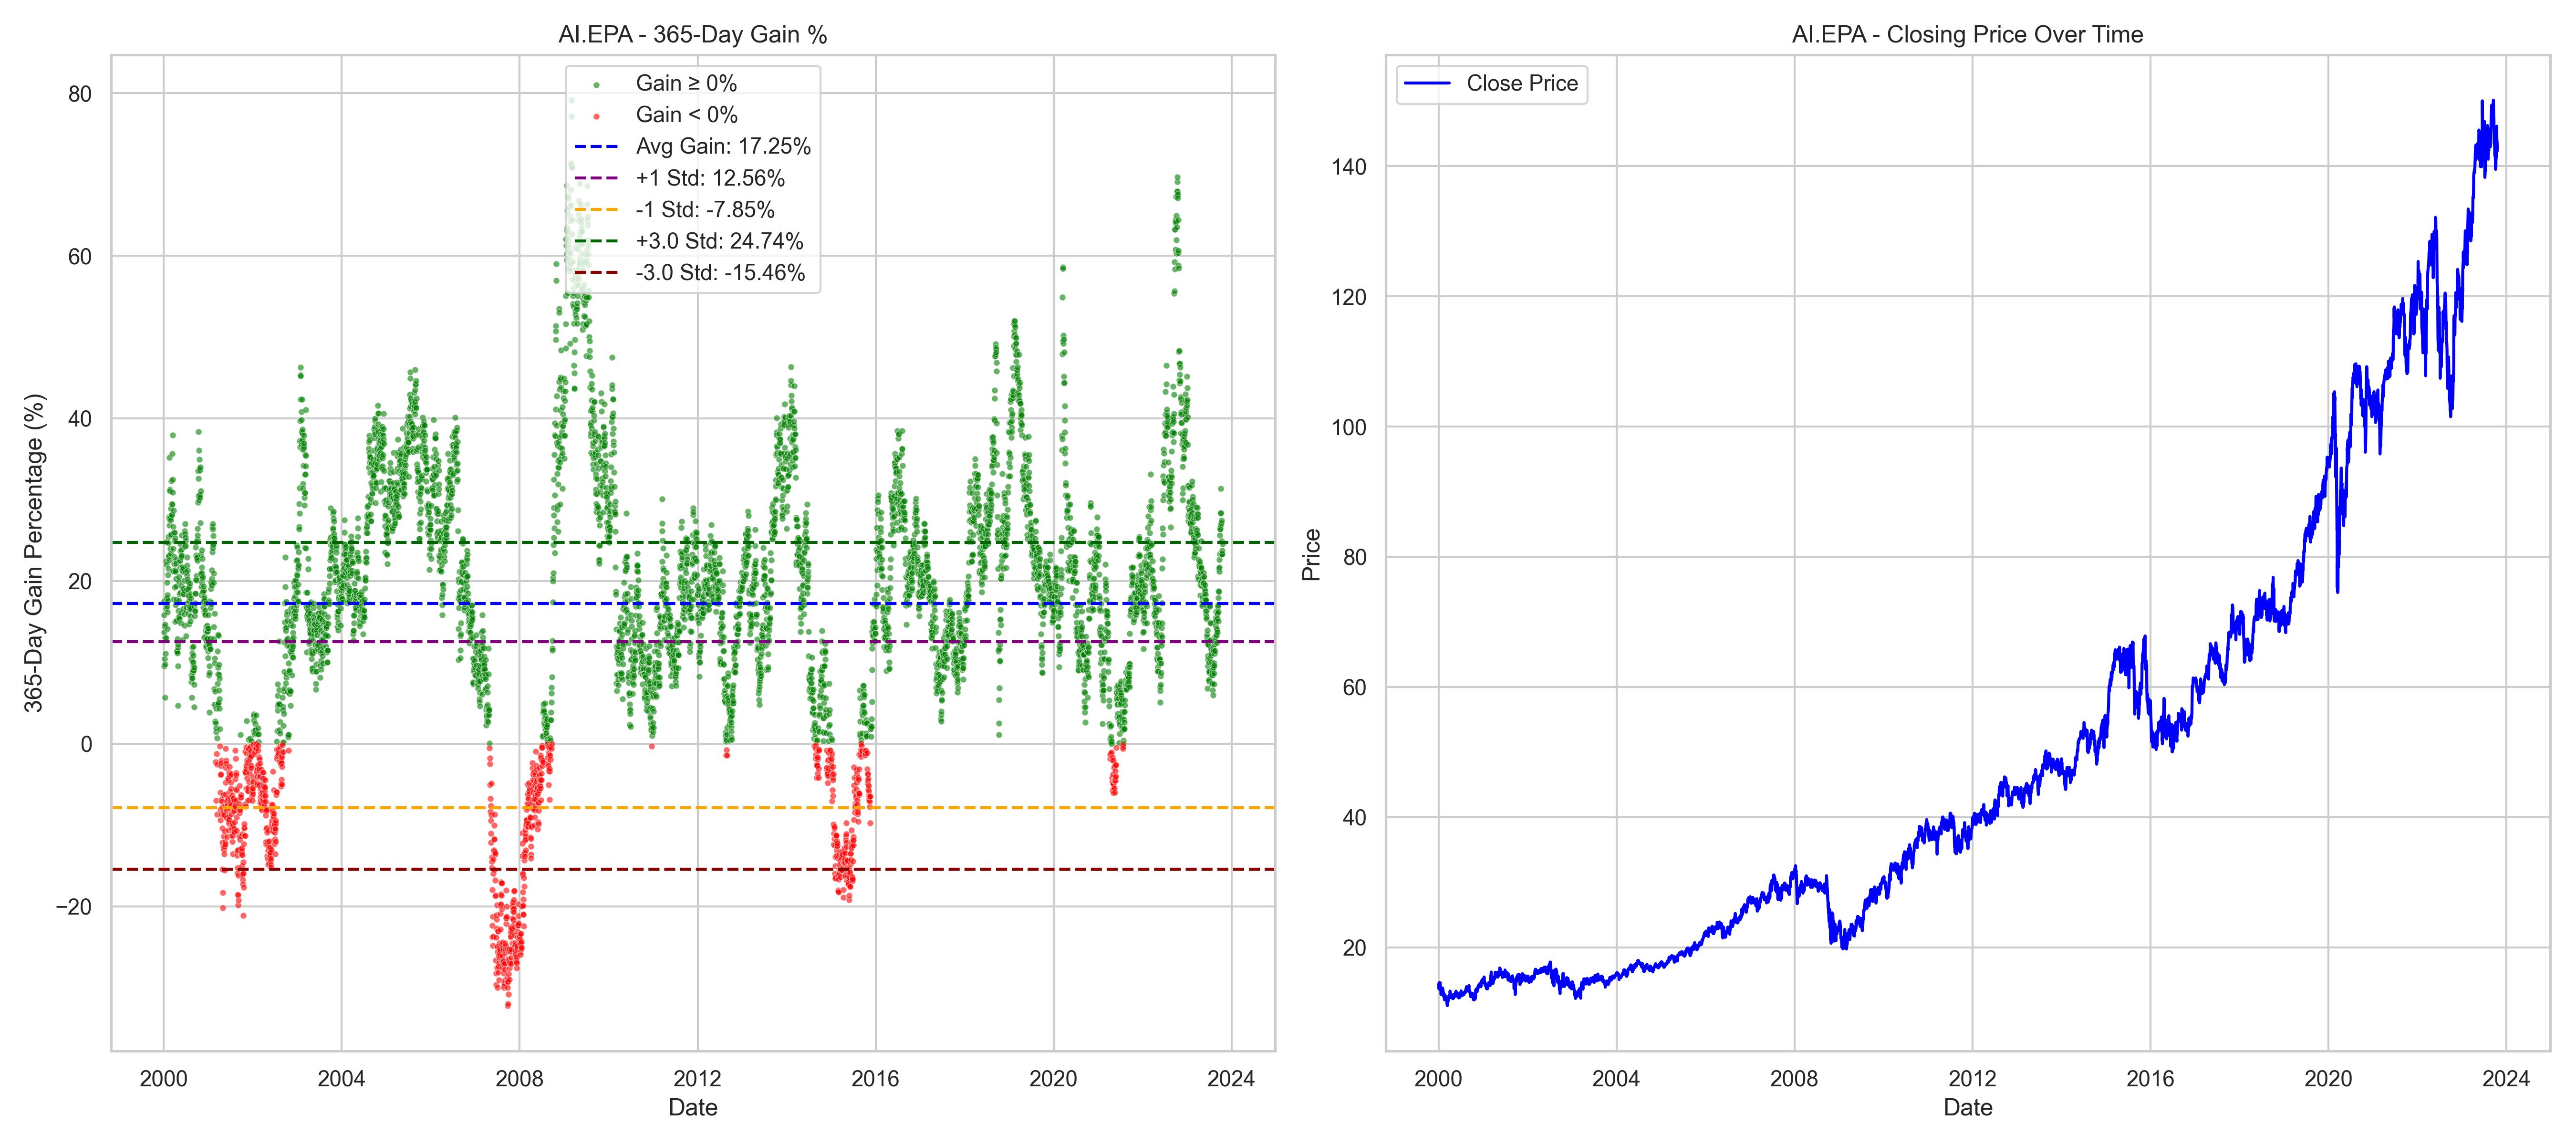 AI.EPA - 365-Day Gain %
Gain ≥ 0%
Gain < 0%
Avg Gain: 17.25%
+1 Std: 12.56%
-1 Std: -7.85%
+3.0 Std: 24.74%
-3.0 Std: -15.46%
365-Day Gain Percentage (%)
80
60
40
20
0
−20
2000
2004
2008
2012
2016
2020
2024
Date
AI.EPA - Closing Price Over Time
Close Price
Price
140
120
100
80
60
40
20
2000
2004
2008
2012
2016
2020
2024
Date